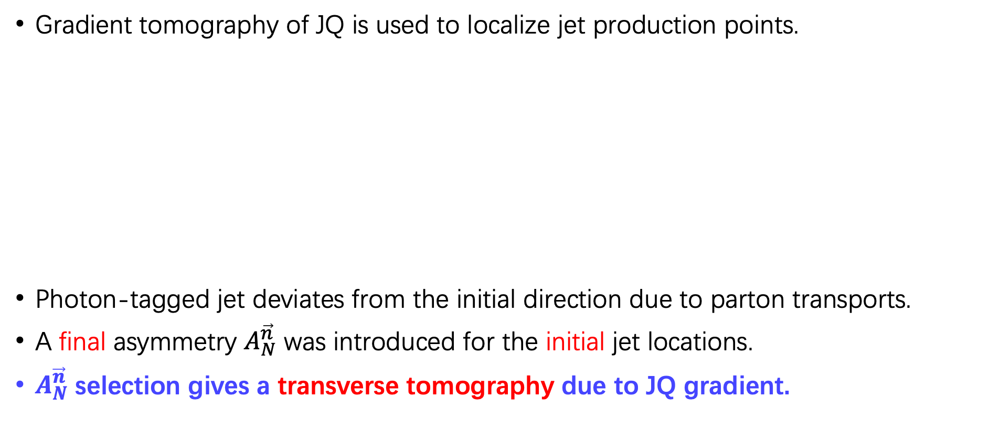 • Gradient tomography of JQ is used to localize jet production points.
• Photon-tagged jet deviates from the initial direction due to parton transports.
• A final asymmetry $A_N^{\vec{n}}$ was introduced for the initial jet locations.
• $A_N^{\vec{n}}$ selection gives a transverse tomography due to JQ gradient.